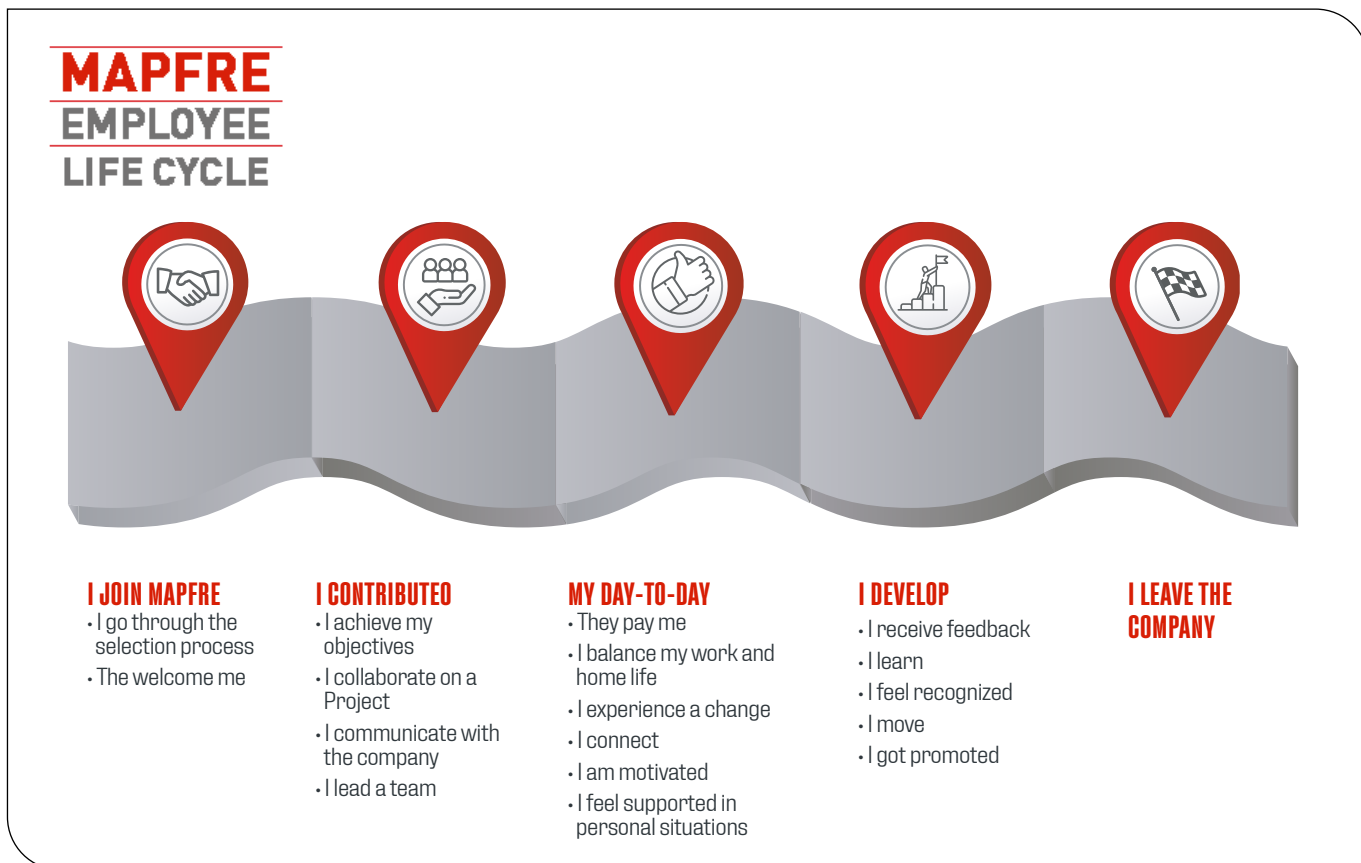 MAPFRE
EMPLOYEE
LIFE CYCLE
I JOIN MAPFRE
• I go through the
selection process
• The welcome me
I CONTRIBUTEO
• I achieve my
objectives
• I collaborate on a
Project
• I communicate with
the company
• I lead a team
MY DAY-TO-DAY
• They pay me
• I balance my work and
home life
• I experience a change
• I connect
• I am motivated
• I feel supported in
personal situations
I DEVELOP
• I receive feedback
• I learn
• I feel recognized
• I move
• I got promoted
I LEAVE THE
COMPANY